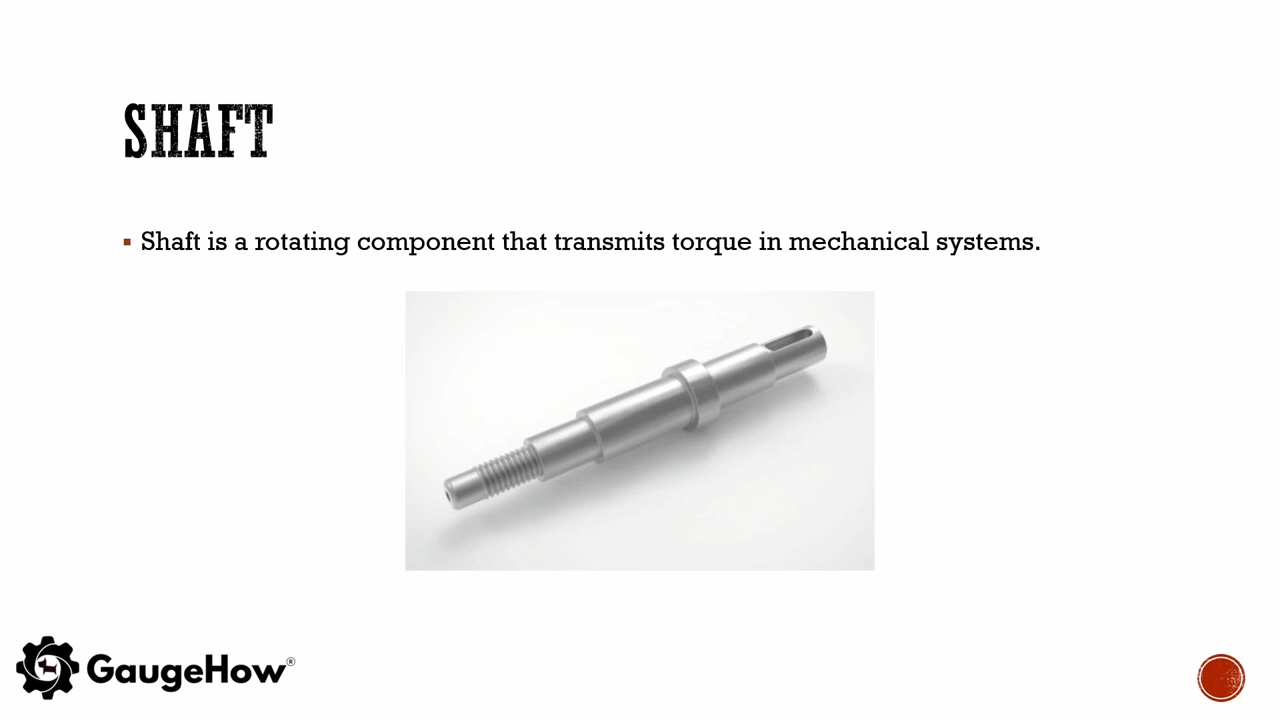 SHAFT
▪ Shaft is a rotating component that transmits torque in mechanical systems.
GaugeHow®